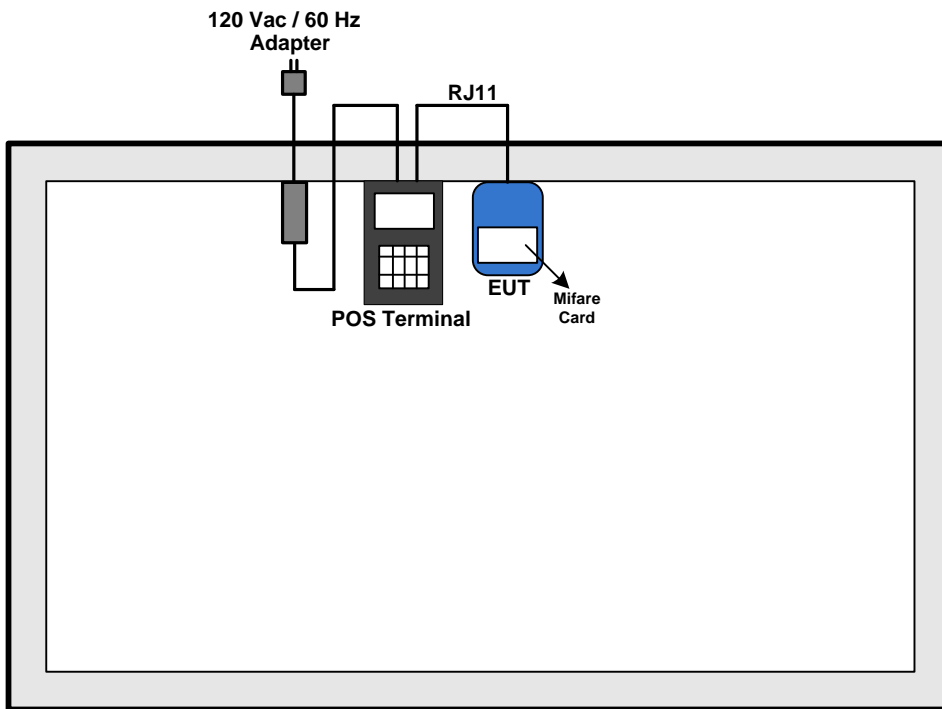 120 Vac / 60 Hz
Adapter
RJ11
POS Terminal
EUT
Mifare
Card